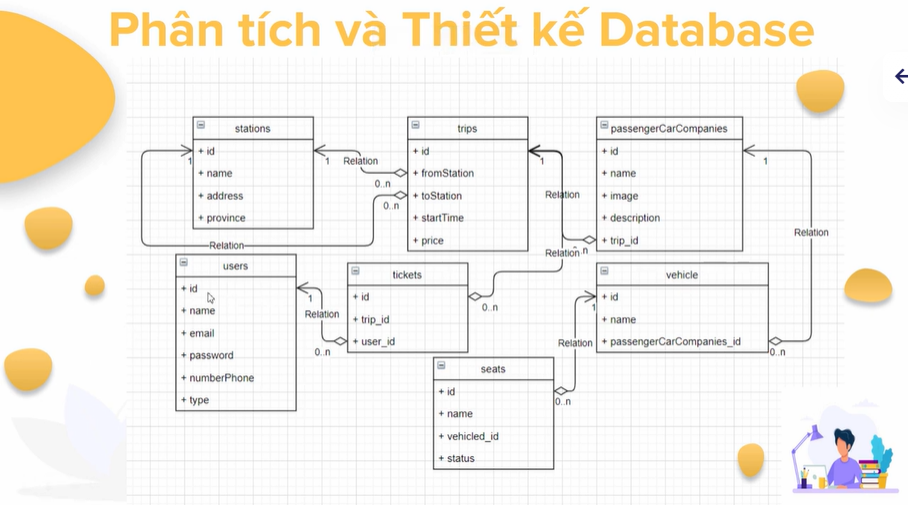 Phân tích và Thiết kế Database
stations
+ id
+ name
+ address
+ province
trips
+ id
+ fromStation
+ toStation
+ startTime
+ price
passengerCarCompanies
+ id
+ name
+ image
+ description
+ trip_id
1
1
Relation
0..n
0..n
1
Relation
1
Relation
Relation
Relation
n
users
+ id
+ name
+ email
+ password
+ numberPhone
+ type
1
Relation
0..n
tickets
+ id
+ trip_id
+ user_id
0..n
vehicle
+ id
+ name
+ passengerCarCompanies_id
1
Relation
0..n
0..n
seats
+ id
+ name
+ vehicled_id
+ status